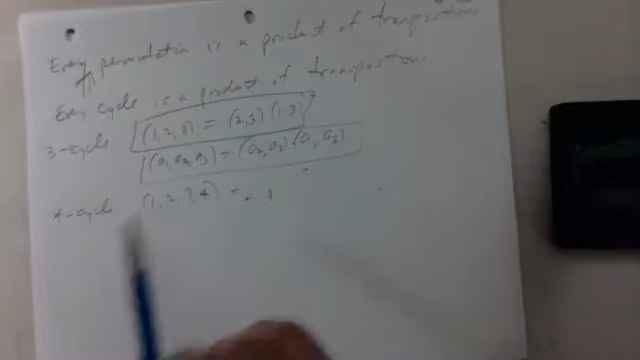 Every permutation is a product of transpositions
⇑
Every cycle is a product of transpositions.
3-cycle (1,2,3) = (2,3)(1,3)
(a₁,a₂,a₃) = (a₂,a₃)(a₁,a₃)
4-cycle (1,2,3,4) =